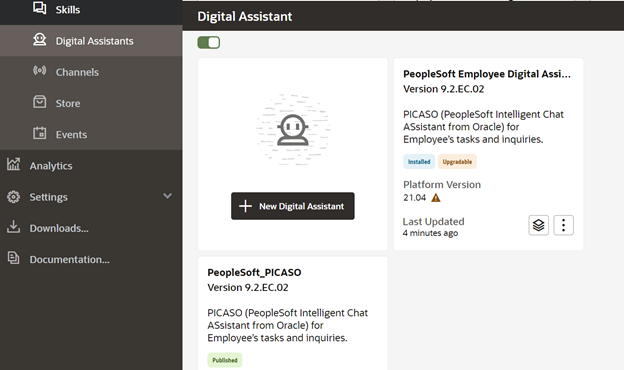 Skills
Digital Assistants
Channels
Store
Events
Analytics
Settings
Downloads...
Documentation...
Digital Assistant
New Digital Assistant
PeopleSoft Employee Digital Assi...
Version 9.2.EC.02
PICASO (PeopleSoft Intelligent Chat
ASsistant from Oracle) for
Employee's tasks and inquiries.
Installed Upgradable
Platform Version
21.04
Last Updated
4 minutes ago
PeopleSoft_PICASO
Version 9.2.EC.02
PICASO (PeopleSoft Intelligent Chat
ASsistant from Oracle) for
Employee's tasks and inquiries.
Published